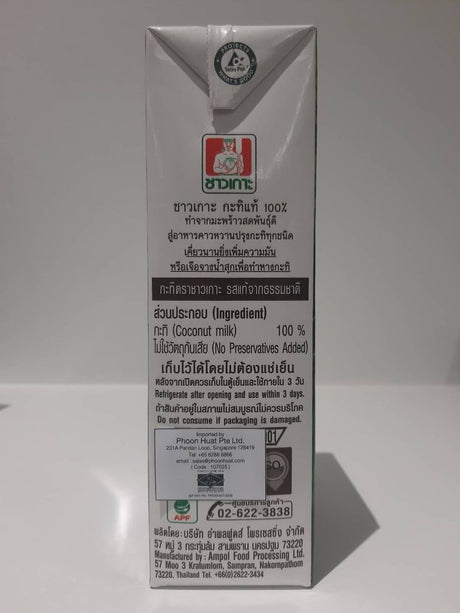 PROTECTS
Tetra Pak
WHAT'S GOOD
ชาวเกาะ
ชาวเกาะ กะทิแท้ 100%
ทำจากมะพร้าวสดพันธุ์ดี
สู่อาหารคาวหวานปรุงกะทิทุกชนิด
เคี่ยวนานยิ่งเพิ่มความมัน
หรือเจือจางน้ำสุกเพื่อทำหางกะทิ
กะทิตราชาวเกาะ รสแท้จากธรรมชาติ
ส่วนประกอบ (Ingredient)
กะทิ (Coconut milk) 100 %
ไม่ใช้วัตถุกันเสีย (No Preservatives Added)
เก็บไว้ได้โดยไม่ต้องแช่เย็น
หลังจากเปิดควรเก็บในตู้เย็นและใช้ภายใน 3 วัน
Refrigerate after opening and use within 3 days.
ถ้าสินค้าอยู่ในสภาพไม่สมบูรณ์ไม่ควรบริโภค
Do not consume if packaging is damaged.
Imported by
Phoon Huat Pte Ltd.
231A Pandan Loop, Singapore 128419
Tel: +65 6288 6866
email : sales@phoonhuat.com
( Code : 107025 )
001
APF
ศูนย์บริการลูกค้า
02-622-3838
ผลิตโดย: บริษัท อำพลฟูดส์ โพรเซสซิ่ง จำกัด
57 หมู่ 3 กระทุ่มล้ม สามพราน นครปฐม 73220
Manufactured by : Ampol Food Processing Ltd.
57 Moo 3 Kratumlom, Sampran, Nakornpathom
73220, Thailand Tel. +66(0)2622-3434